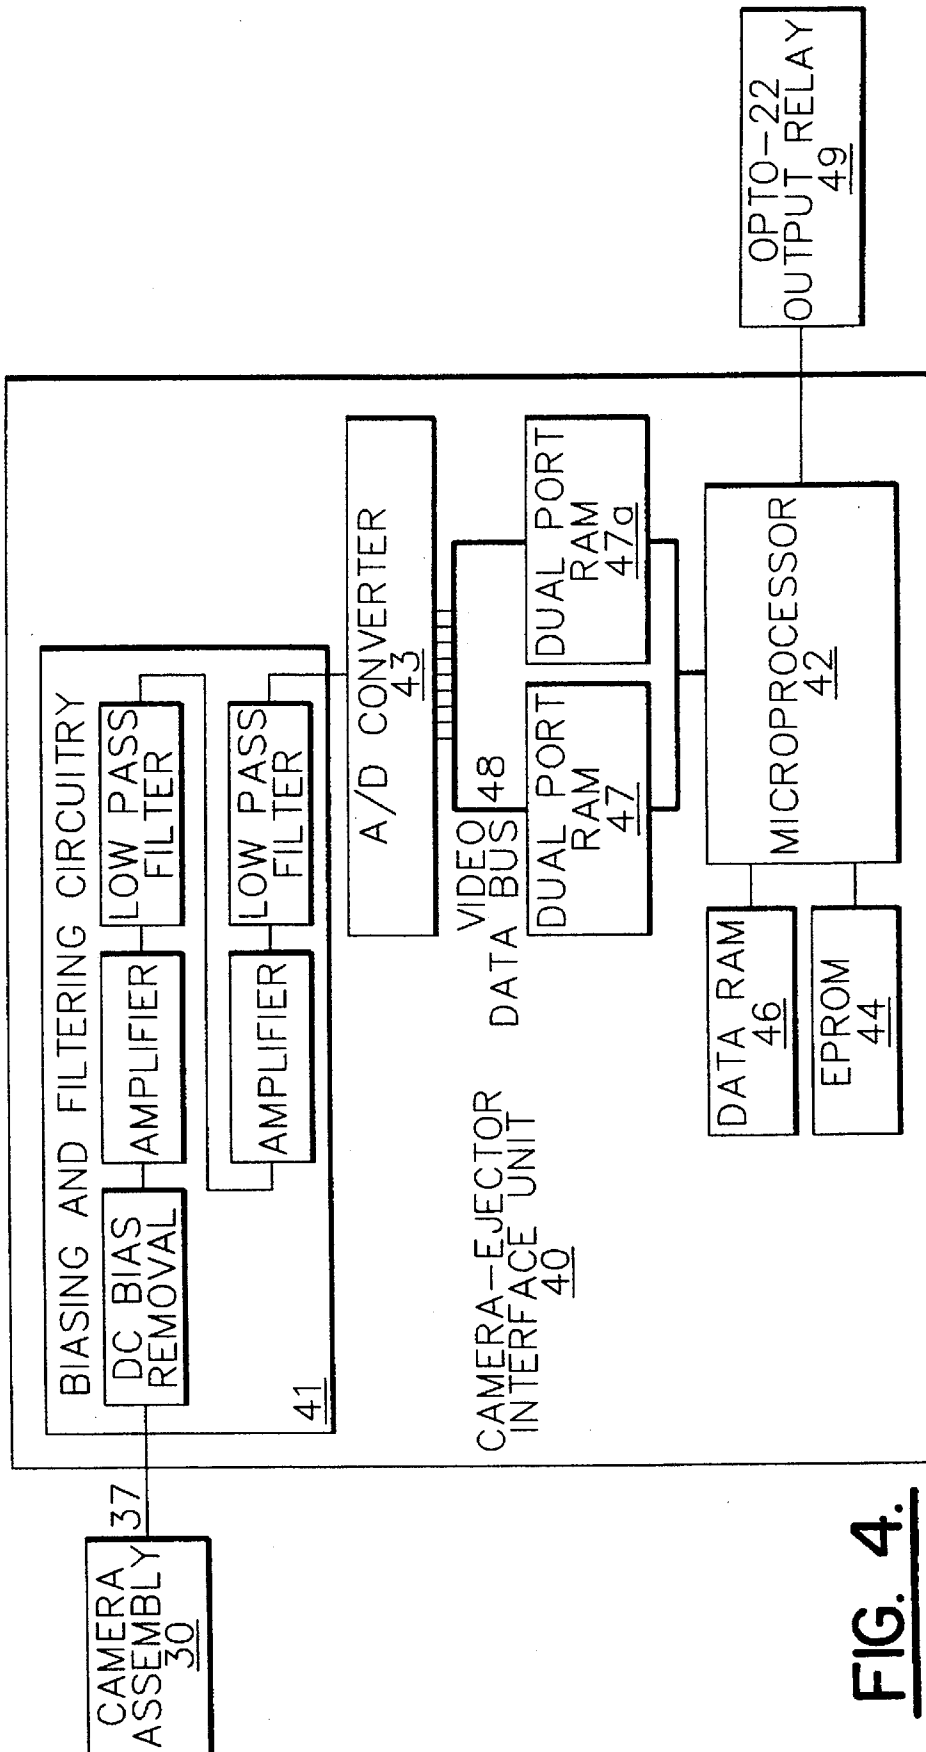 CAMERA
ASSEMBLY
30
37
BIASING AND FILTERING CIRCUITRY
DC BIAS
REMOVAL
AMPLIFIER
LOW PASS
FILTER
AMPLIFIER
LOW PASS
FILTER
41
A/D CONVERTER
43
VIDEO
DATA BUS 48
DUAL PORT
RAM
47
DUAL PORT
RAM
47a
CAMERA-EJECTOR
INTERFACE UNIT
40
DATA RAM
46
EPROM
44
MICROPROCESSOR
42
OPTO-22
OUTPUT RELAY
49
FIG. 4.